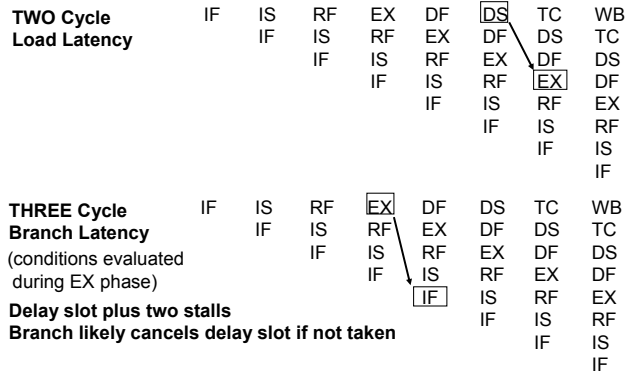 TWO Cycle IF IS RF EX DF DS TC WB
Load Latency IF IS RF EX DF DS TC
IF IS RF EX DF DS
IF IS RF EX DF
IF IS RF EX
IF IS RF
IF IS
IF
THREE Cycle IF IS RF EX DF DS TC WB
Branch Latency IF IS RF EX DF DS TC
(conditions evaluated IF IS RF EX DF DS
during EX phase) IF IS RF EX DF
Delay slot plus two stalls IF IS RF EX
Branch likely cancels delay slot if not taken IF IS RF
IF IS
IF